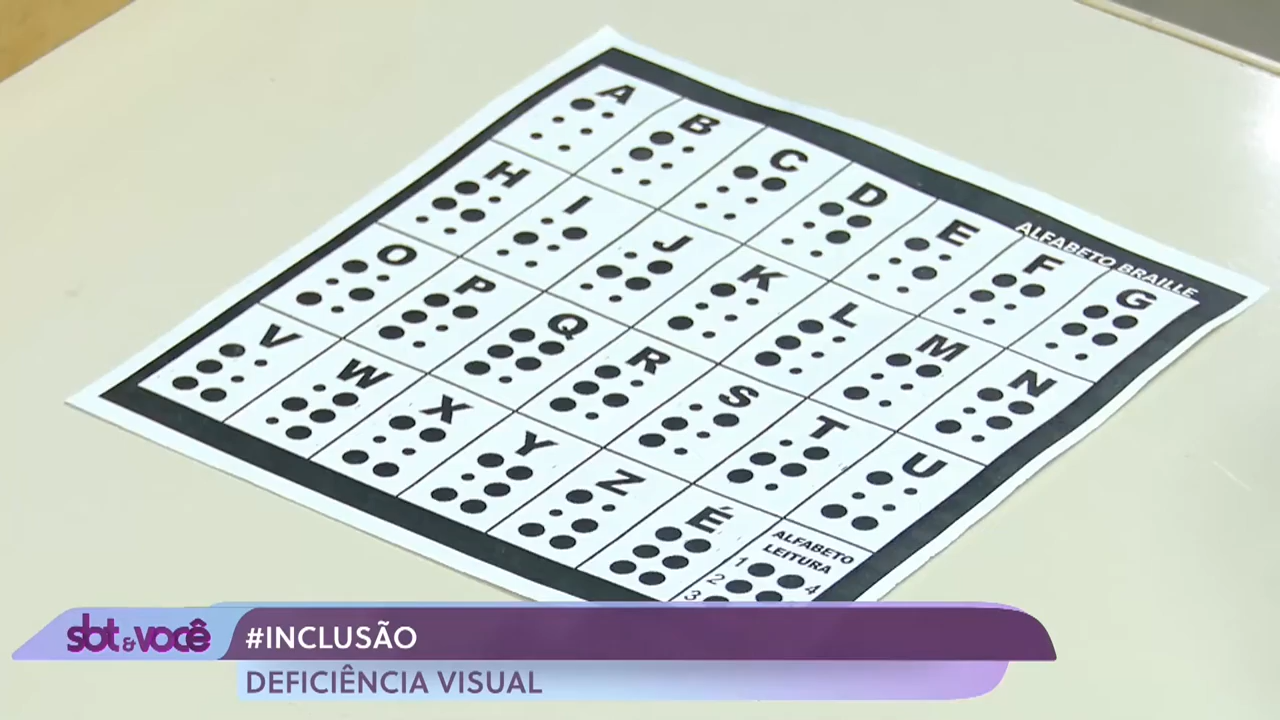 ALFABETO BRAILLE
A B C D E F G
H I J K L M N
O P Q R S T U
V W X Y Z É
ALFABETO
LEITURA
1 4
2
3
sbt&você
#INCLUSÃO
DEFICIÊNCIA VISUAL